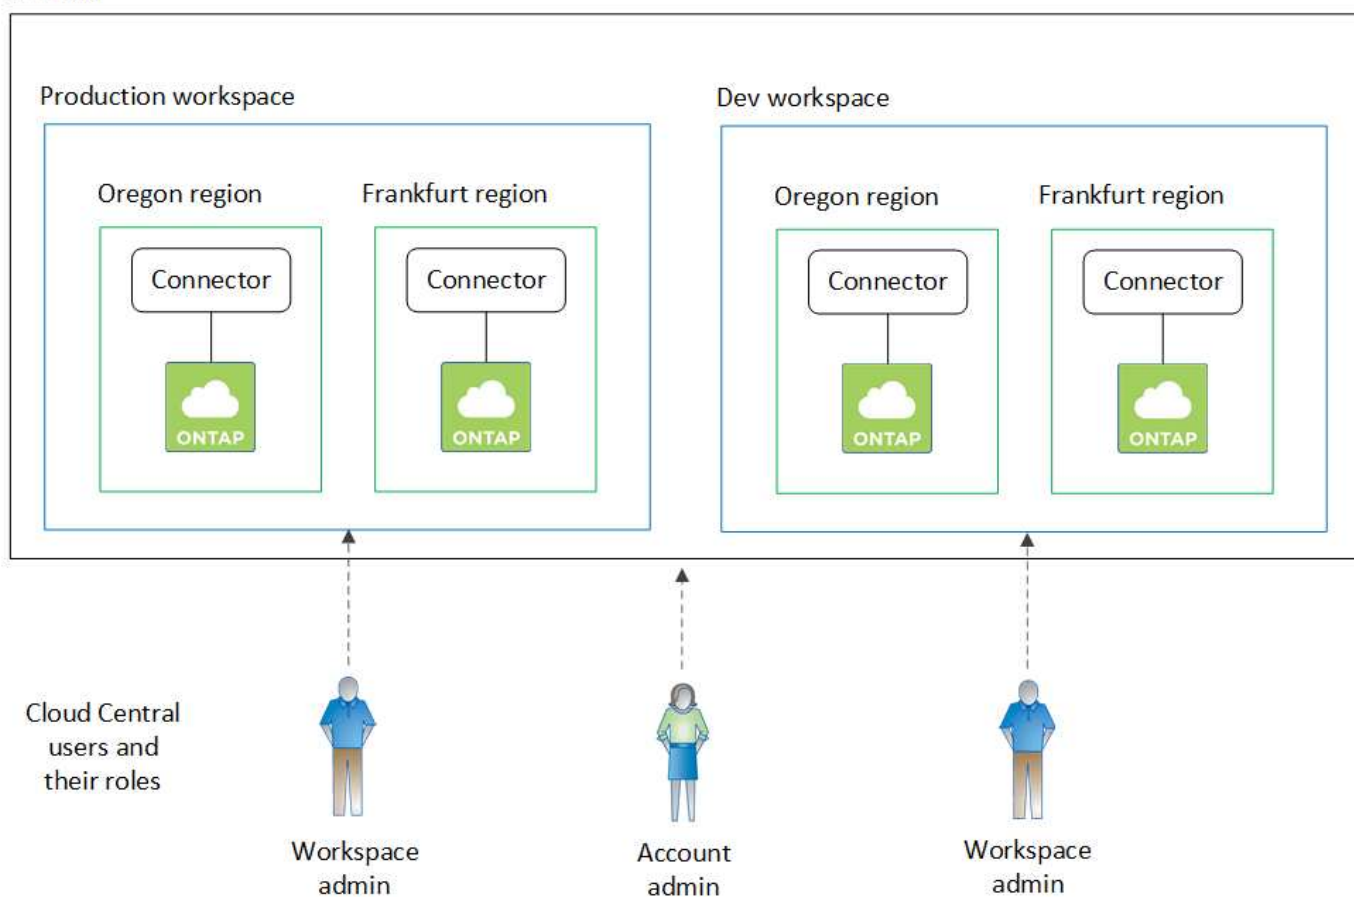 Production workspace
Dev workspace
Oregon region
Frankfurt region
Oregon region
Frankfurt region
Connector
Connector
Connector
Connector
ONTAP
ONTAP
ONTAP
ONTAP
Cloud Central
users and
their roles
Workspace
admin
Account
admin
Workspace
admin